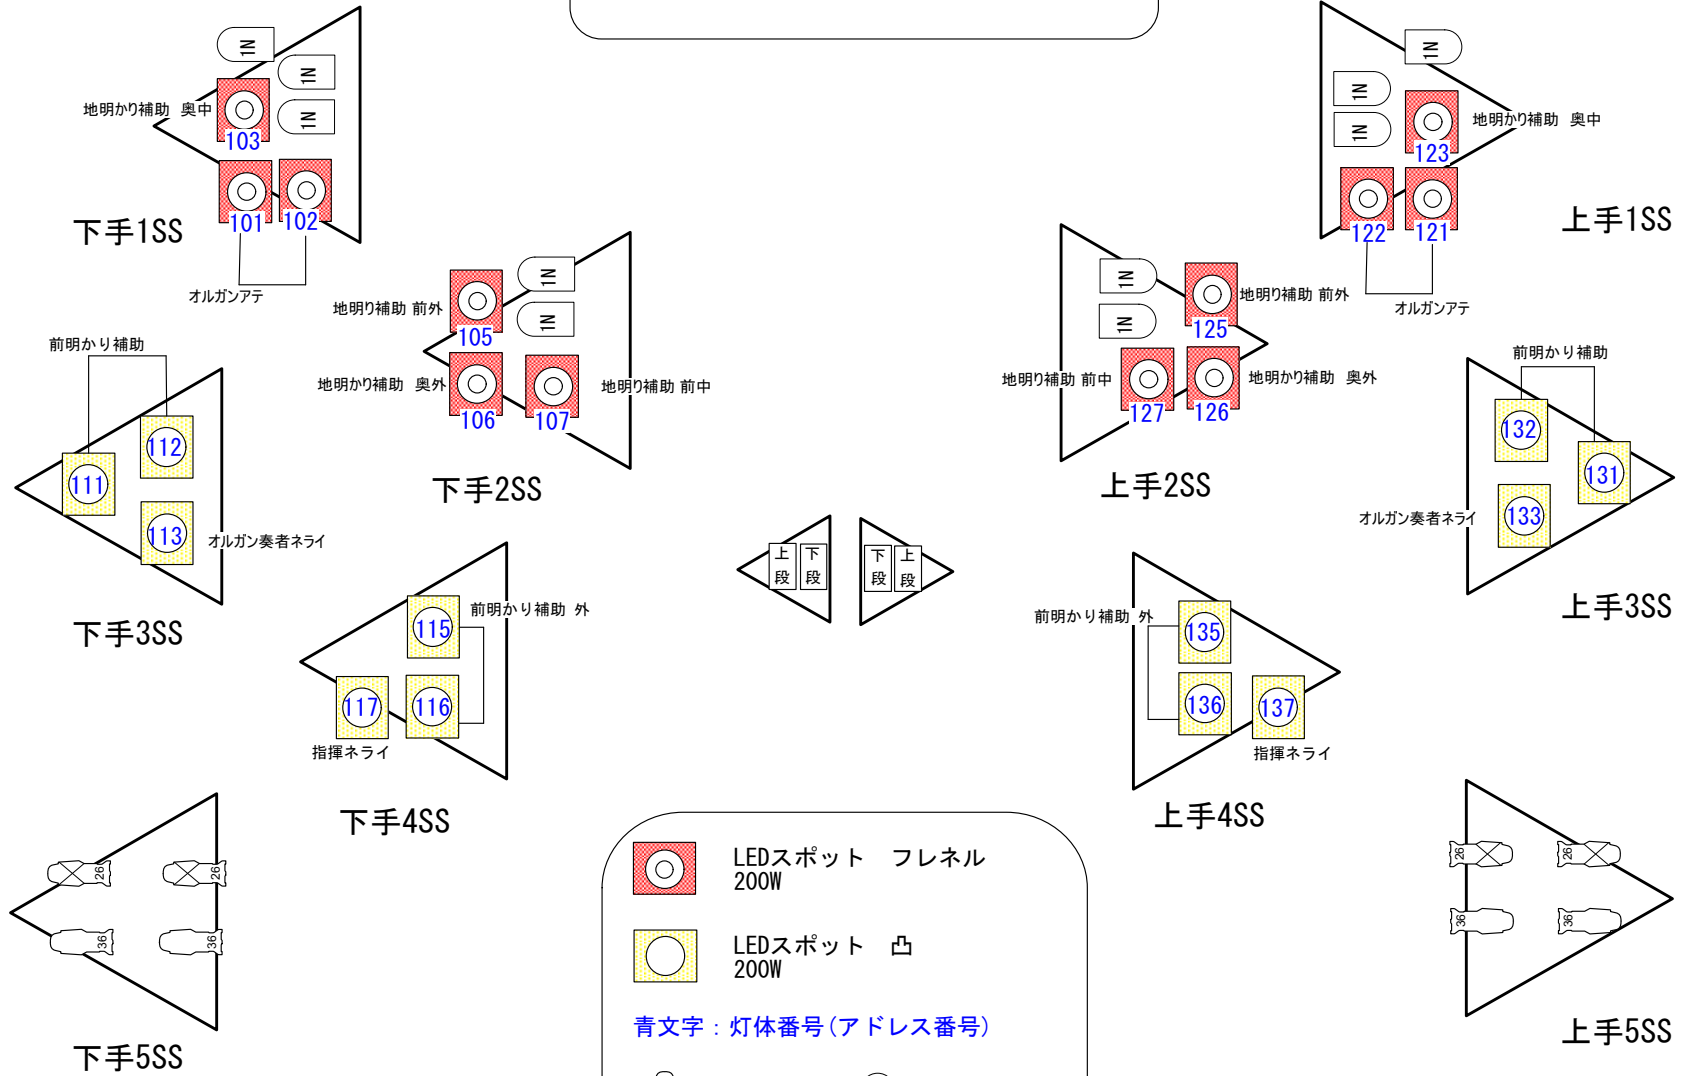 1N
1N
1N
地明かり補助 奥中
103
101
102
下手1SS
オルガンアテ
1N
1N
1N
地明かり補助 奥中
123
122
121
上手1SS
オルガンアテ
1N
1N
地明り補助 前外
105
地明かり補助 奥外
106
107
地明り補助 前中
下手2SS
1N
1N
地明り補助 前外
125
地明り補助 前中
127
126
地明かり補助 奥外
上手2SS
前明かり補助
112
111
113
オルガン奏者ネライ
下手3SS
上段
下段
下段
上段
前明かり補助
132
131
133
オルガン奏者ネライ
上手3SS
115
前明かり補助 外
117
116
指揮ネライ
下手4SS
前明かり補助 外
135
136
137
指揮ネライ
上手4SS
26
26
36
36
下手5SS
26
26
36
36
上手5SS
LEDスポット フレネル
200W
LEDスポット 凸
200W
青文字：灯体番号(アドレス番号)